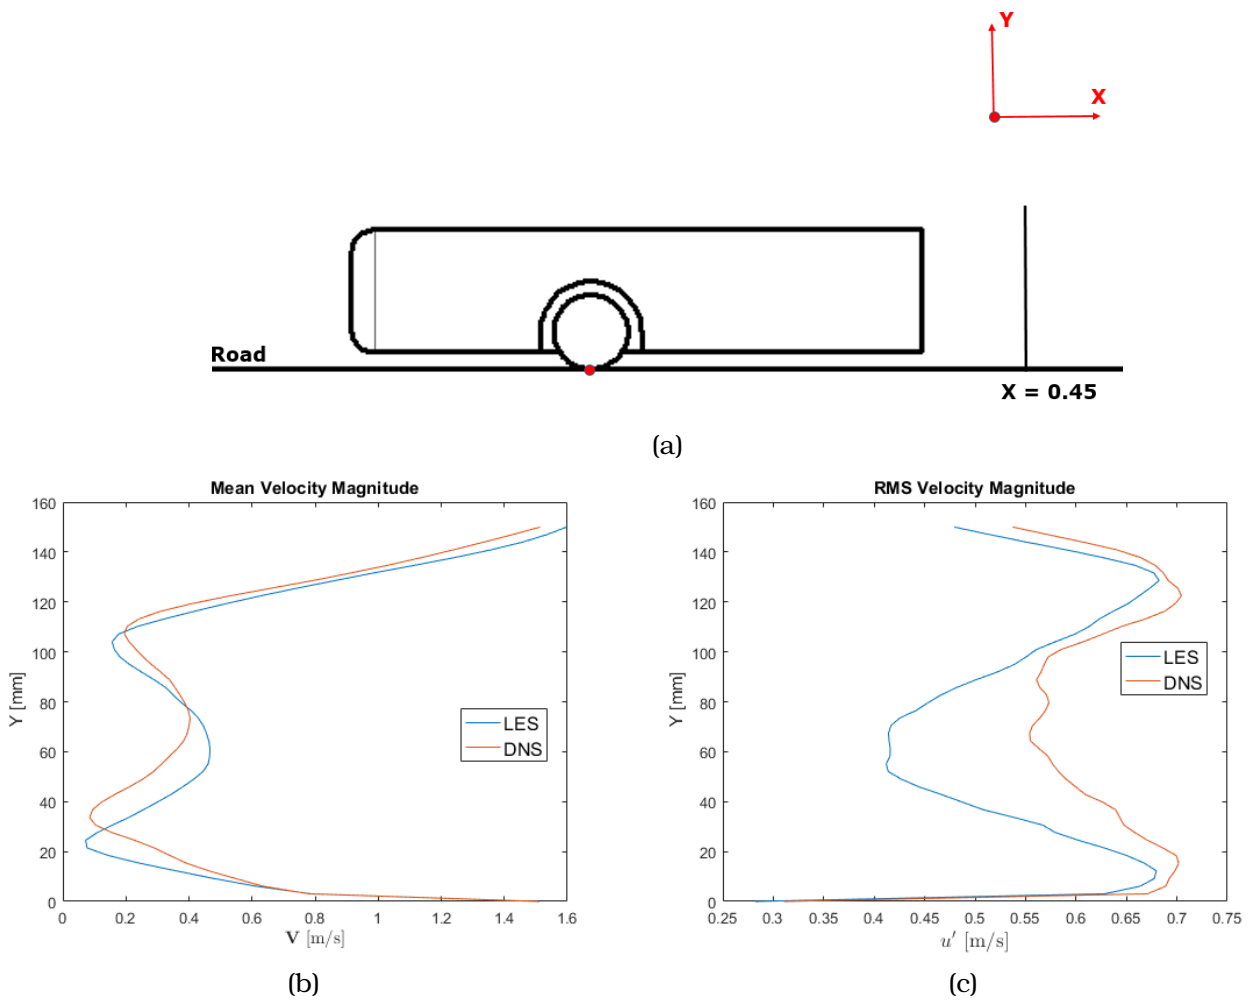 Y
X
Road
X = 0.45
(a)
Mean Velocity Magnitude
160
140
120
100
80
60
40
20
0
Y [mm]
LES
DNS
0 0.2 0.4 0.6 0.8 1 1.2 1.4 1.6
V [m/s]
(b)
RMS Velocity Magnitude
160
140
120
100
80
60
40
20
0
Y [mm]
LES
DNS
0.25 0.3 0.35 0.4 0.45 0.5 0.55 0.6 0.65 0.7 0.75
u′ [m/s]
(c)